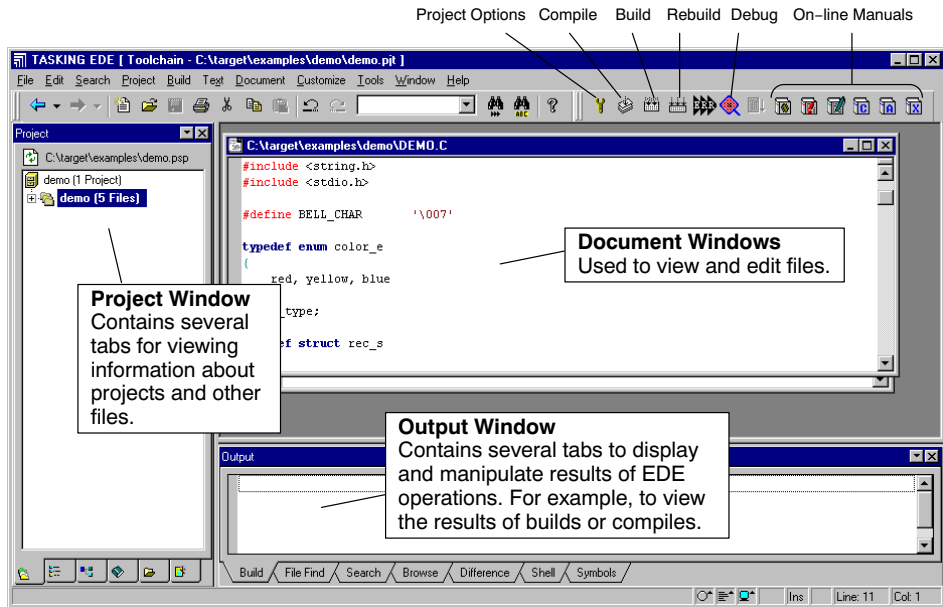 Project Options Compile Build Rebuild Debug On-line Manuals
TASKING EDE [ Toolchain - C:\target\examples\demo\demo.pjt ]
File Edit Search Project Build Text Document Customize Tools Window Help
Project
C:\target\examples\demo.psp
demo (1 Project)
demo (5 Files)
C:\target\examples\demo\DEMO.C
#include <string.h>
#include <stdio.h>
#define BELL_CHAR '\007'
typedef enum color_e
{
red, yellow, blue
_type;
ef struct rec_s
Document Windows
Used to view and edit files.
Project Window
Contains several
tabs for viewing
information about
projects and other
files.
Output Window
Contains several tabs to display
and manipulate results of EDE
operations. For example, to view
the results of builds or compiles.
Output
Build File Find Search Browse Difference Shell Symbols
Ins Line: 11 Col: 1